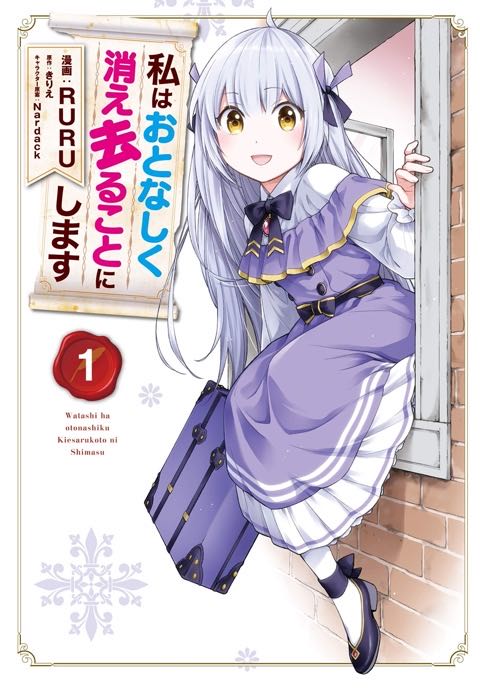 私はおとなしく
消え去ることに
します
漫画：RURU
原作：きりえ
キャラクター原案：Nardack
1
Watashi ha
otonashiku
Kiesarukoto ni
Shimasu